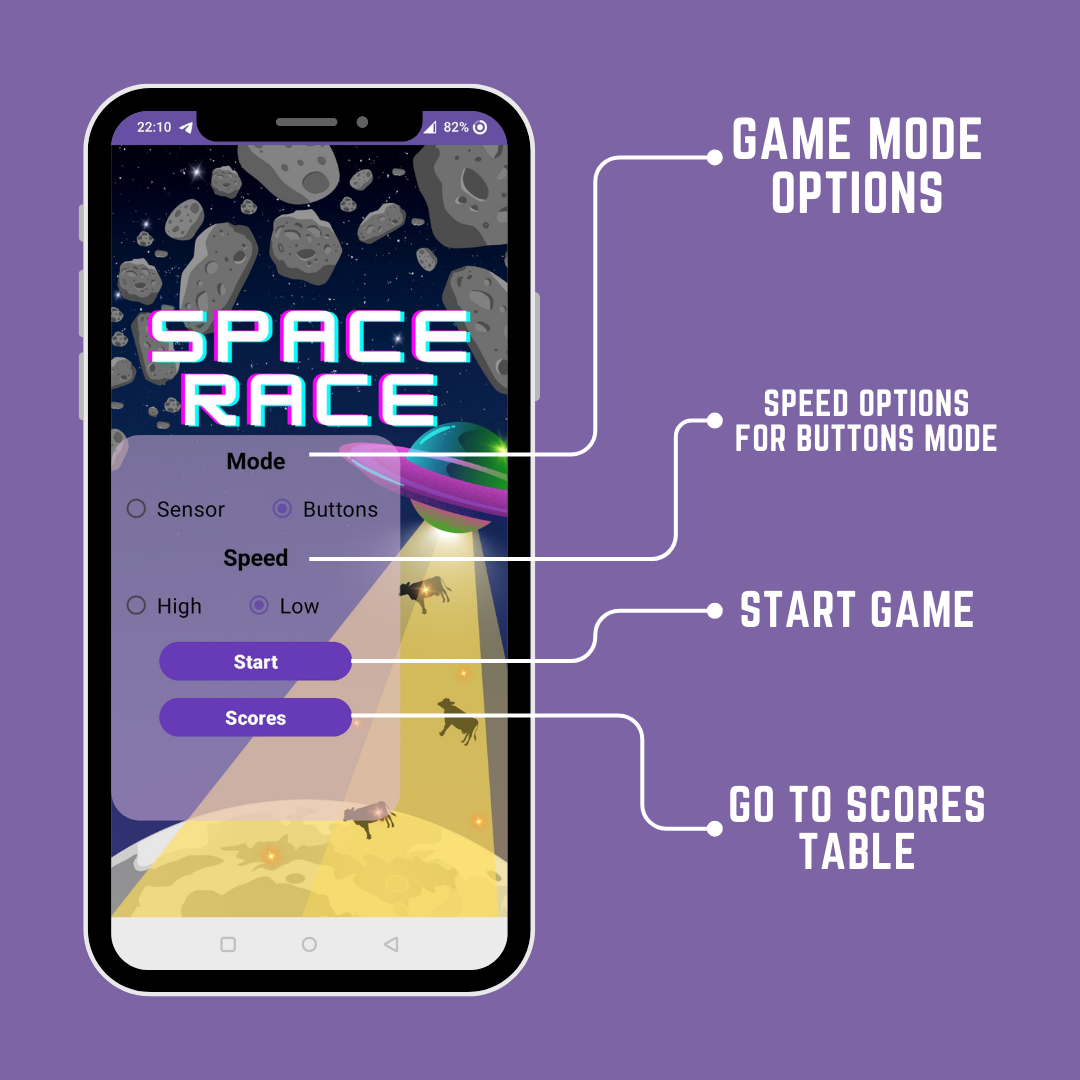 22:10
82%
SPACE
RACE
Mode
Sensor
Buttons
Speed
High
Low
Start
Scores
GAME MODE
OPTIONS
SPEED OPTIONS
FOR BUTTONS MODE
START GAME
GO TO SCORES
TABLE